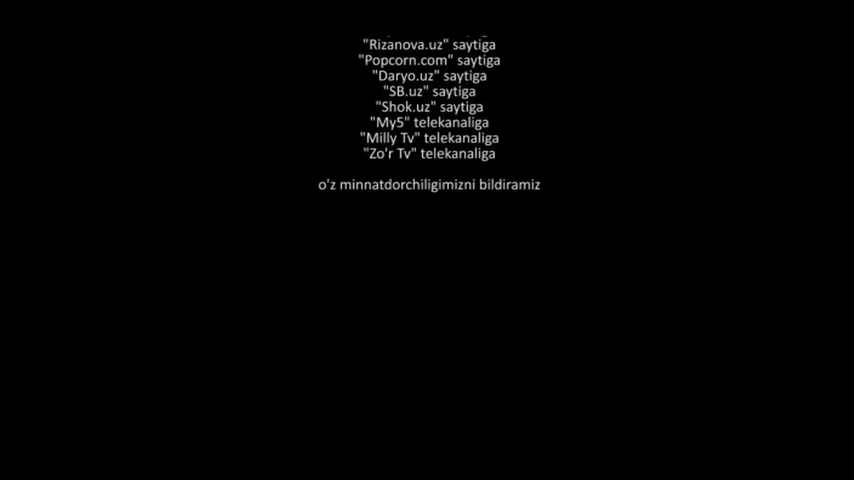 "Rizanova.uz" saytiga
"Popcorn.com" saytiga
"Daryo.uz" saytiga
"SB.uz" saytiga
"Shok.uz" saytiga
"My5" telekanaliga
"Milly Tv" telekanaliga
"Zo'r Tv" telekanaliga
o'z minnatdorchiligimizni bildiramiz